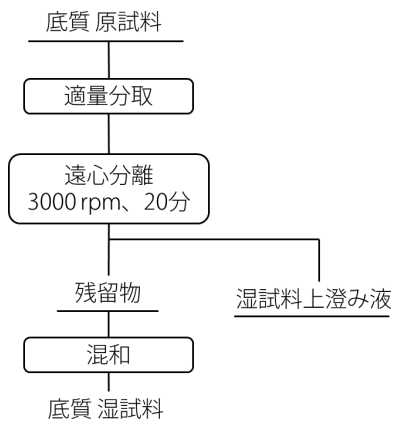 底質 原試料
適量分取
遠心分離
3000 rpm、20分
残留物
湿試料上澄み液
混和
底質 湿試料